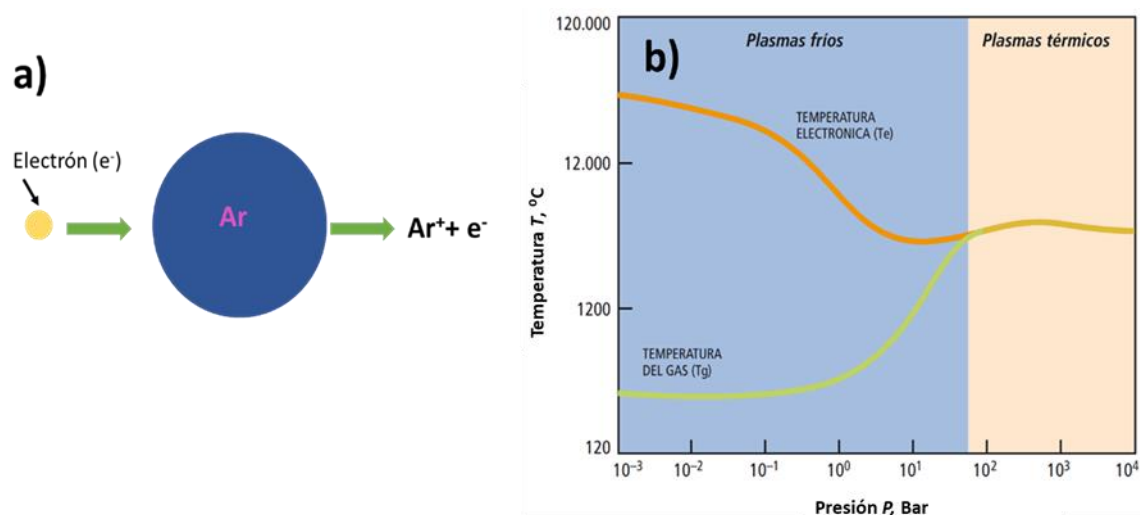 a)
Electrón (e-)
Ar
Ar⁺+ e⁻
b)
Plasmas fríos
Plasmas térmicos
TEMPERATURA
ELECTRONICA (Te)
TEMPERATURA
DEL GAS (Tg)
Temperatura T, ºC
120.000
12.000
1200
120
10⁻³ 10⁻² 10⁻¹ 10⁰ 10¹ 10² 10³ 10⁴
Presión P, Bar